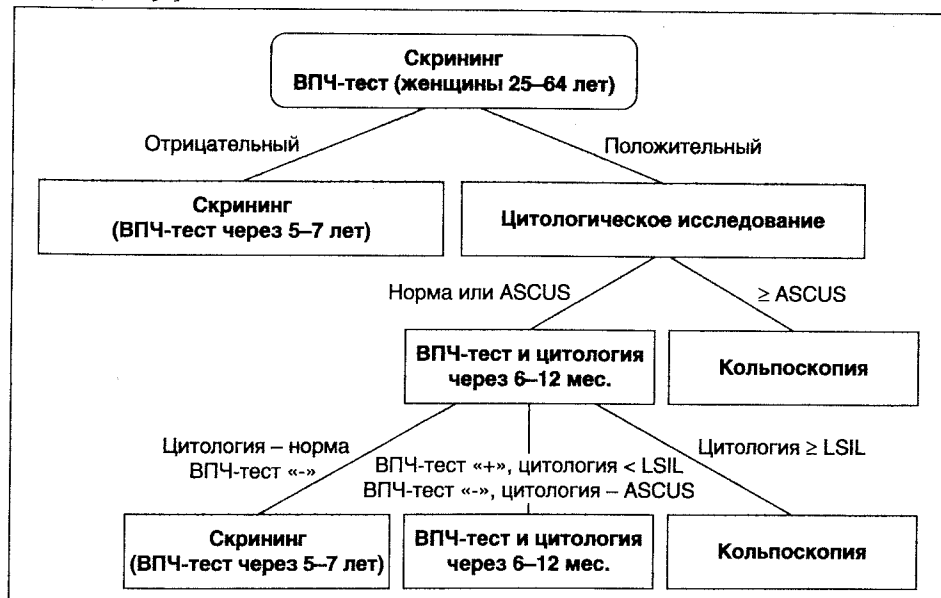 Скрининг
ВПЧ-тест (женщины 25–64 лет)
Отрицательный
Положительный
Скрининг
(ВПЧ-тест через 5–7 лет)
Цитологическое исследование
Норма или ASCUS
≥ ASCUS
ВПЧ-тест и цитология
через 6–12 мес.
Кольпоскопия
Цитология – норма
ВПЧ-тест «-»
ВПЧ-тест «+», цитология < LSIL
ВПЧ-тест «-», цитология – ASCUS
Цитология ≥ LSIL
Скрининг
(ВПЧ-тест через 5–7 лет)
ВПЧ-тест и цитология
через 6–12 мес.
Кольпоскопия